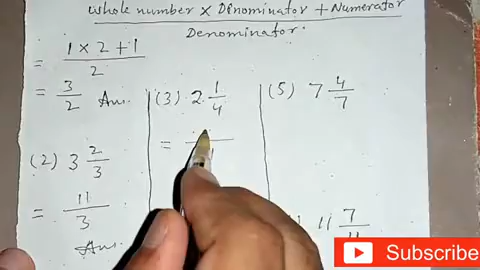 Whole number × Denominator + Numerator
Denominator.
= 1 × 2 + 1
2
= 3/2 Ans.
(2) 3 2/3
= 11/3
Ans.
(3) 2 1/4
=
(5) 7 4/7
11 7/11
Subscribe